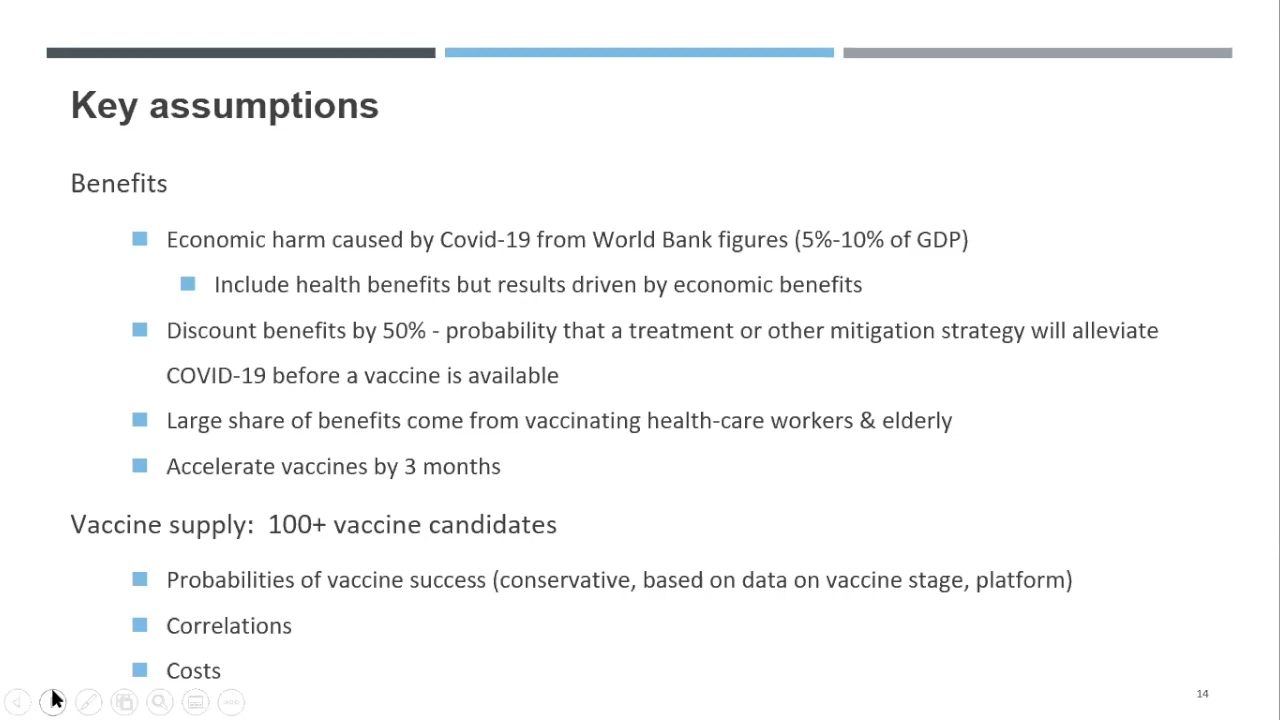 Key assumptions
Benefits
Economic harm caused by Covid-19 from World Bank figures (5%-10% of GDP)
Include health benefits but results driven by economic benefits
Discount benefits by 50% - probability that a treatment or other mitigation strategy will alleviate
COVID-19 before a vaccine is available
Large share of benefits come from vaccinating health-care workers & elderly
Accelerate vaccines by 3 months
Vaccine supply: 100+ vaccine candidates
Probabilities of vaccine success (conservative, based on data on vaccine stage, platform)
Correlations
Costs
14